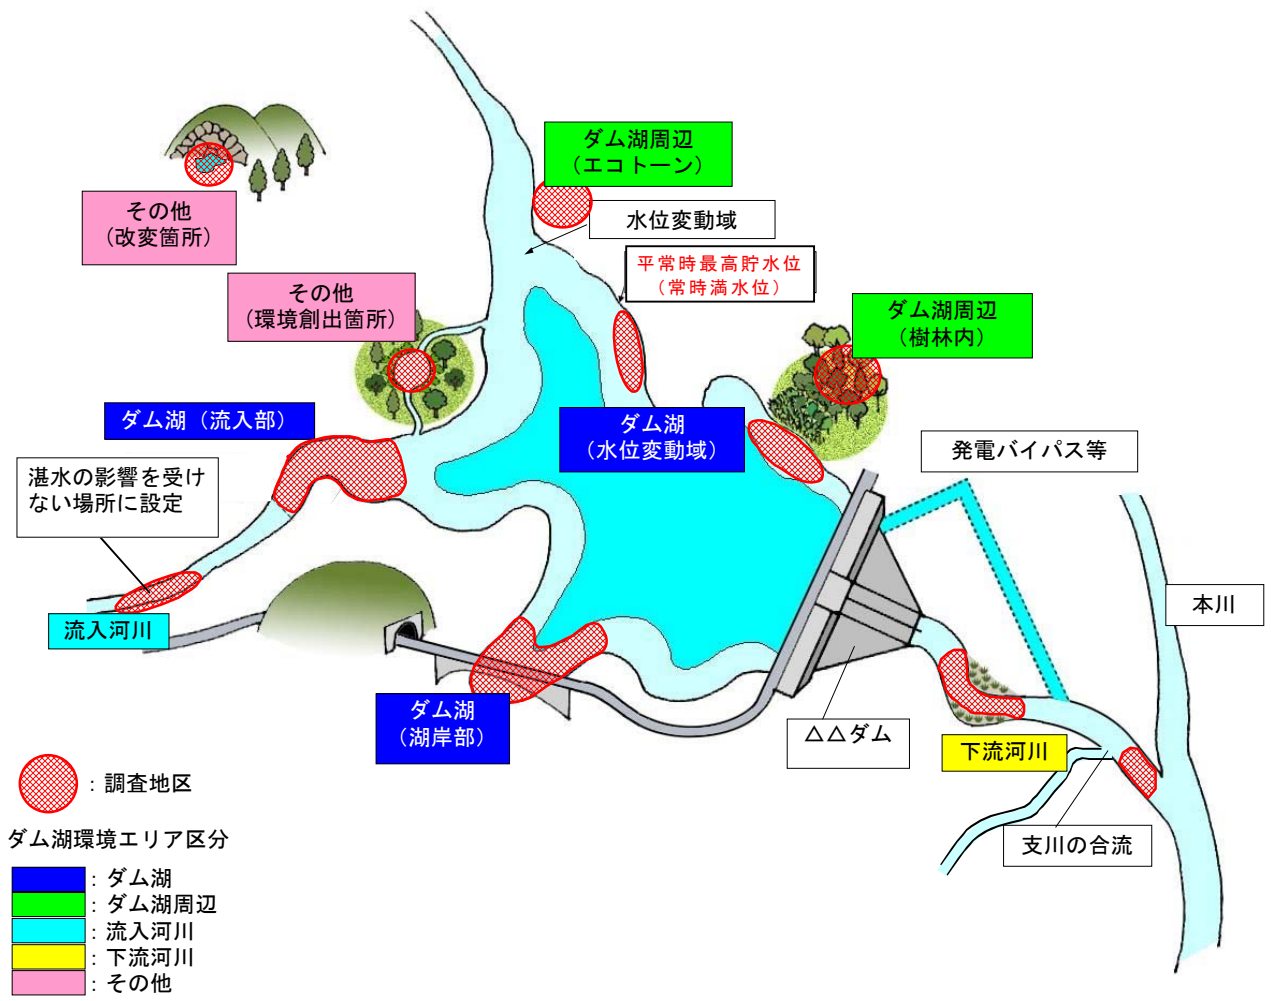 ダム湖周辺
（エコトーン）
水位変動域
その他
（改変箇所）
平常時最高貯水位
（常時満水位）
その他
（環境創出箇所）
ダム湖周辺
（樹林内）
ダム湖（流入部）
ダム湖
（水位変動域）
発電バイパス等
湛水の影響を受け
ない場所に設定
本川
流入河川
ダム湖
（湖岸部）
△△ダム
下流河川
支川の合流
：調査地区
ダム湖環境エリア区分
：ダム湖
：ダム湖周辺
：流入河川
：下流河川
：その他